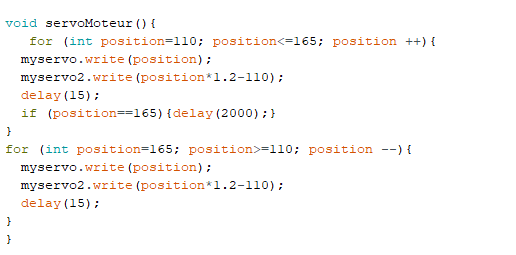 void servoMoteur(){
for (int position=110; position<=165; position ++){
myservo.write(position);
myservo2.write(position*1.2-110);
delay(15);
if (position==165){delay(2000);}
}
for (int position=165; position>=110; position --){
myservo.write(position);
myservo2.write(position*1.2-110);
delay(15);
}
}